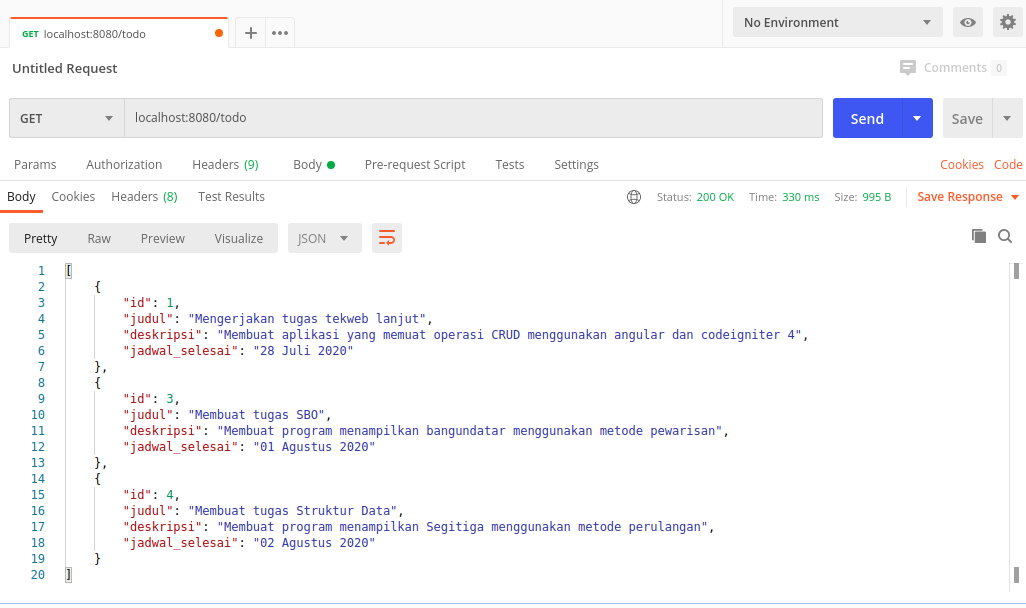 GET localhost:8080/todo
No Environment
Untitled Request
Comments 0
GET localhost:8080/todo Send Save
Params Authorization Headers (9) Body Pre-request Script Tests Settings Cookies Code
Body Cookies Headers (8) Test Results Status: 200 OK Time: 330 ms Size: 995 B Save Response
Pretty Raw Preview Visualize JSON
1 [
2 {
3 "id": 1,
4 "judul": "Mengerjakan tugas tekweb lanjut",
5 "deskripsi": "Membuat aplikasi yang memuat operasi CRUD menggunakan angular dan codeigniter 4",
6 "jadwal_selesai": "28 Juli 2020"
7 },
8 {
9 "id": 3,
10 "judul": "Membuat tugas SBO",
11 "deskripsi": "Membuat program menampilkan bangundatar menggunakan metode pewarisan",
12 "jadwal_selesai": "01 Agustus 2020"
13 },
14 {
15 "id": 4,
16 "judul": "Membuat tugas Struktur Data",
17 "deskripsi": "Membuat program menampilkan Segitiga menggunakan metode perulangan",
18 "jadwal_selesai": "02 Agustus 2020"
19 }
20 ]